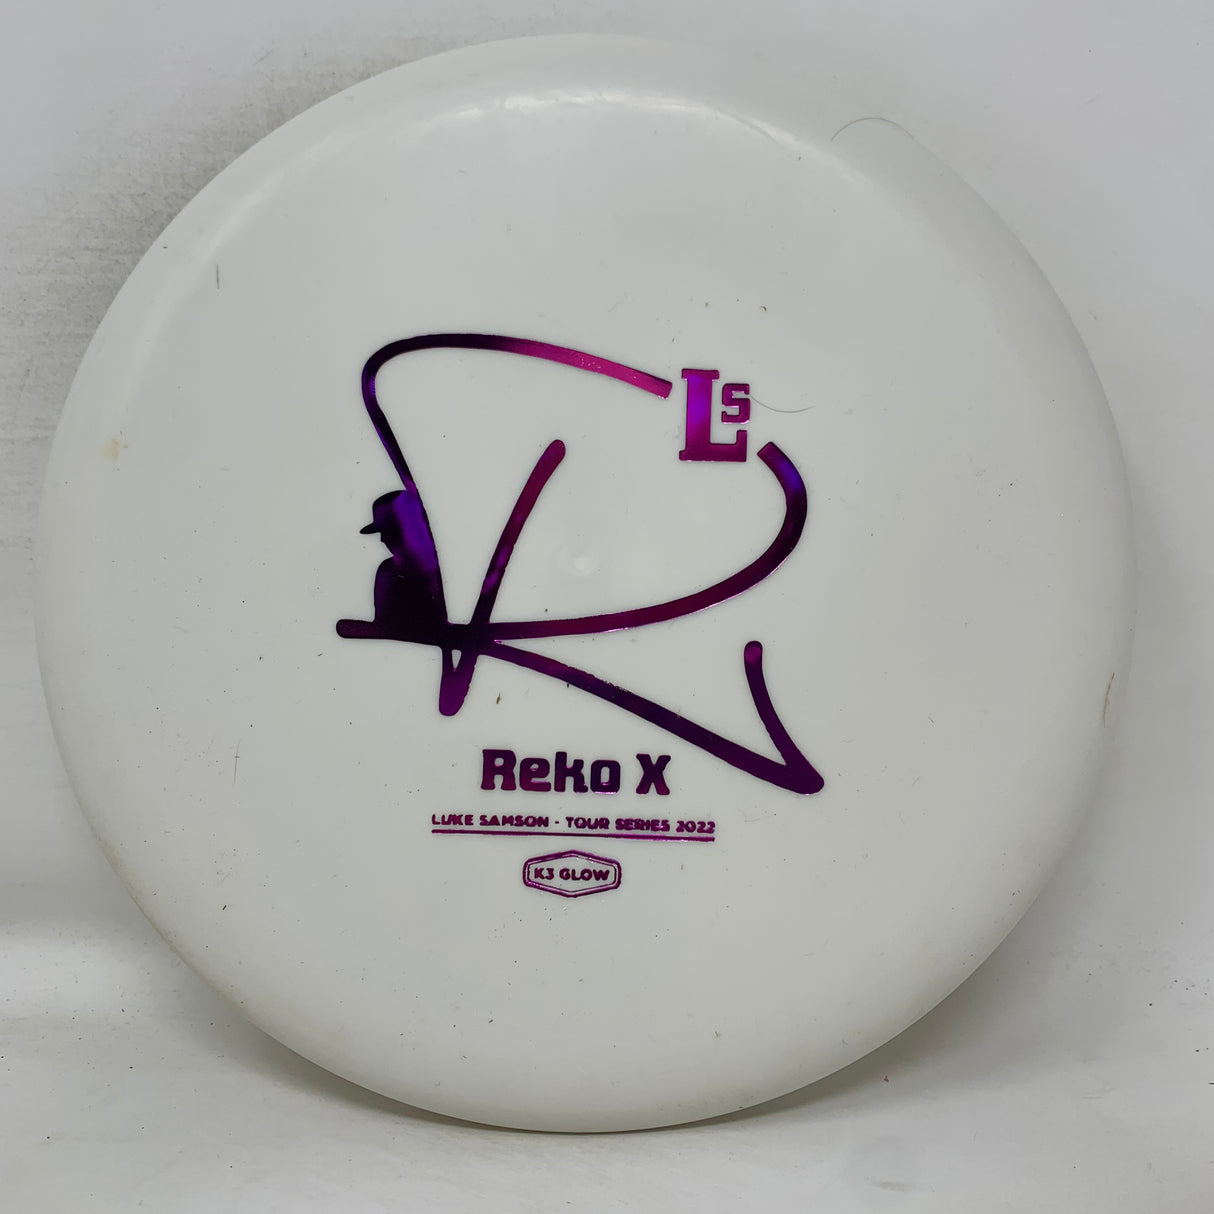 Ls
R
Reko X
LUKE SAMSON - TOUR SERIES 2022
K3 GLOW